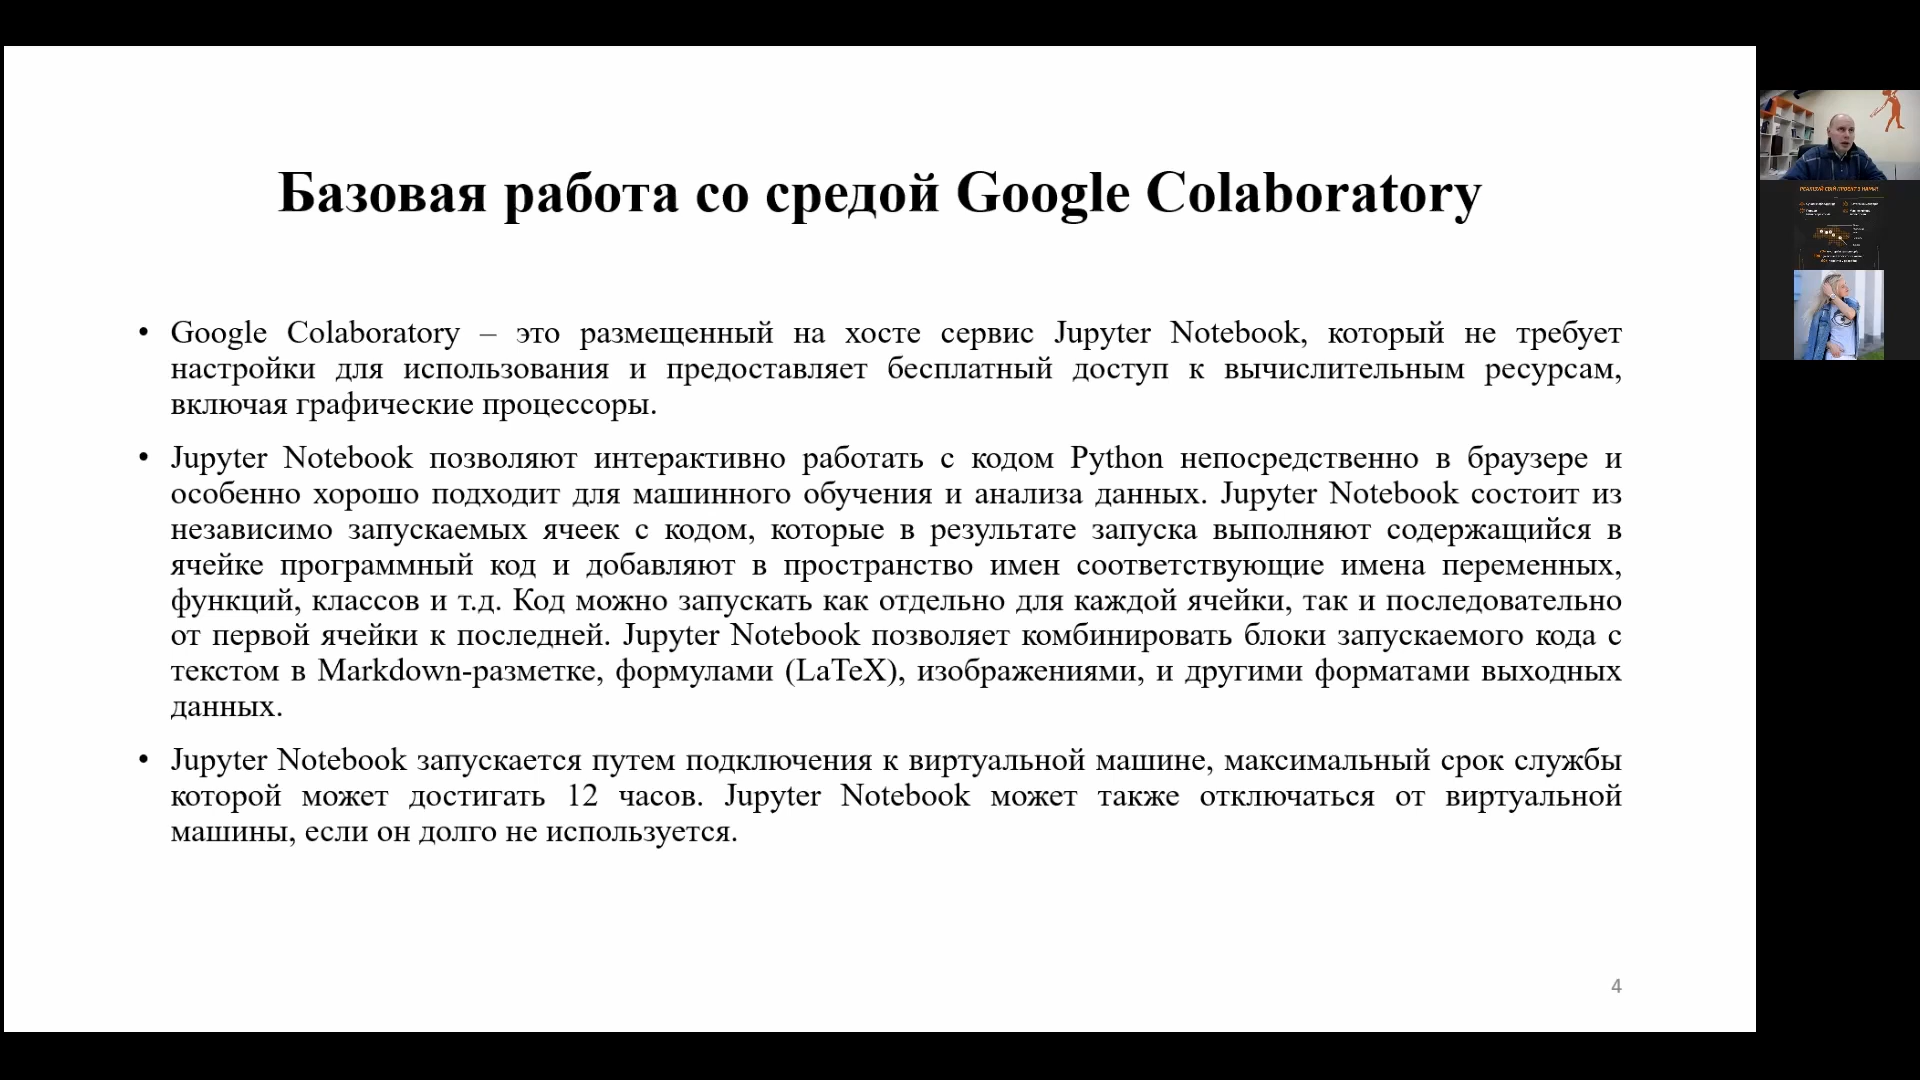 Базовая работа со средой Google Colaboratory
• Google Colaboratory – это размещенный на хосте сервис Jupyter Notebook, который не требует
настройки для использования и предоставляет бесплатный доступ к вычислительным ресурсам,
включая графические процессоры.
• Jupyter Notebook позволяют интерактивно работать с кодом Python непосредственно в браузере и
особенно хорошо подходит для машинного обучения и анализа данных. Jupyter Notebook состоит из
независимо запускаемых ячеек с кодом, которые в результате запуска выполняют содержащийся в
ячейке программный код и добавляют в пространство имен соответствующие имена переменных,
функций, классов и т.д. Код можно запускать как отдельно для каждой ячейки, так и последовательно
от первой ячейки к последней. Jupyter Notebook позволяет комбинировать блоки запускаемого кода с
текстом в Markdown-разметке, формулами (LaTeX), изображениями, и другими форматами выходных
данных.
• Jupyter Notebook запускается путем подключения к виртуальной машине, максимальный срок службы
которой может достигать 12 часов. Jupyter Notebook может также отключаться от виртуальной
машины, если он долго не используется.
4